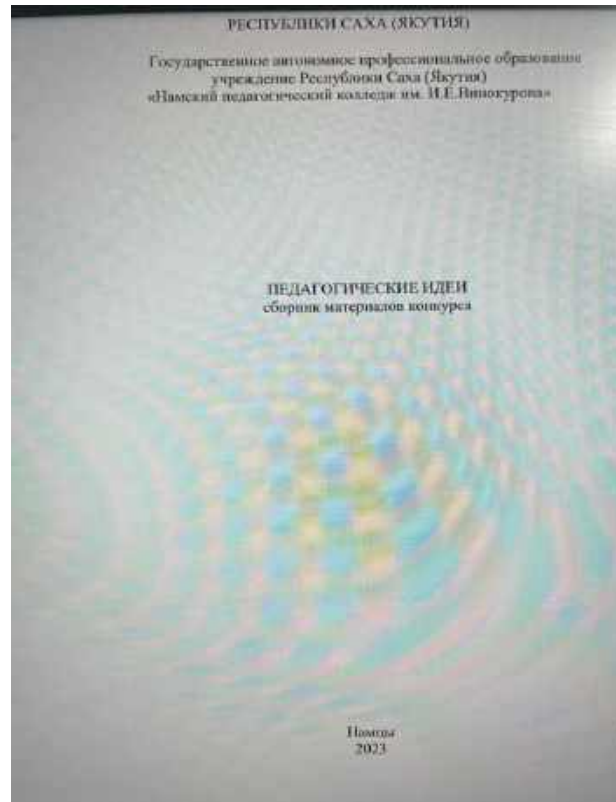 РЕСПУБЛИКИ САХА (ЯКУТИЯ)
Государственное автономное профессиональное образование
учреждение Республики Саха (Якутия)
«Намский педагогический колледж им. И.Е.Винокурова»
ПЕДАГОГИЧЕСКИЕ ИДЕИ
сборник материалов конкурса
Намцы
2023